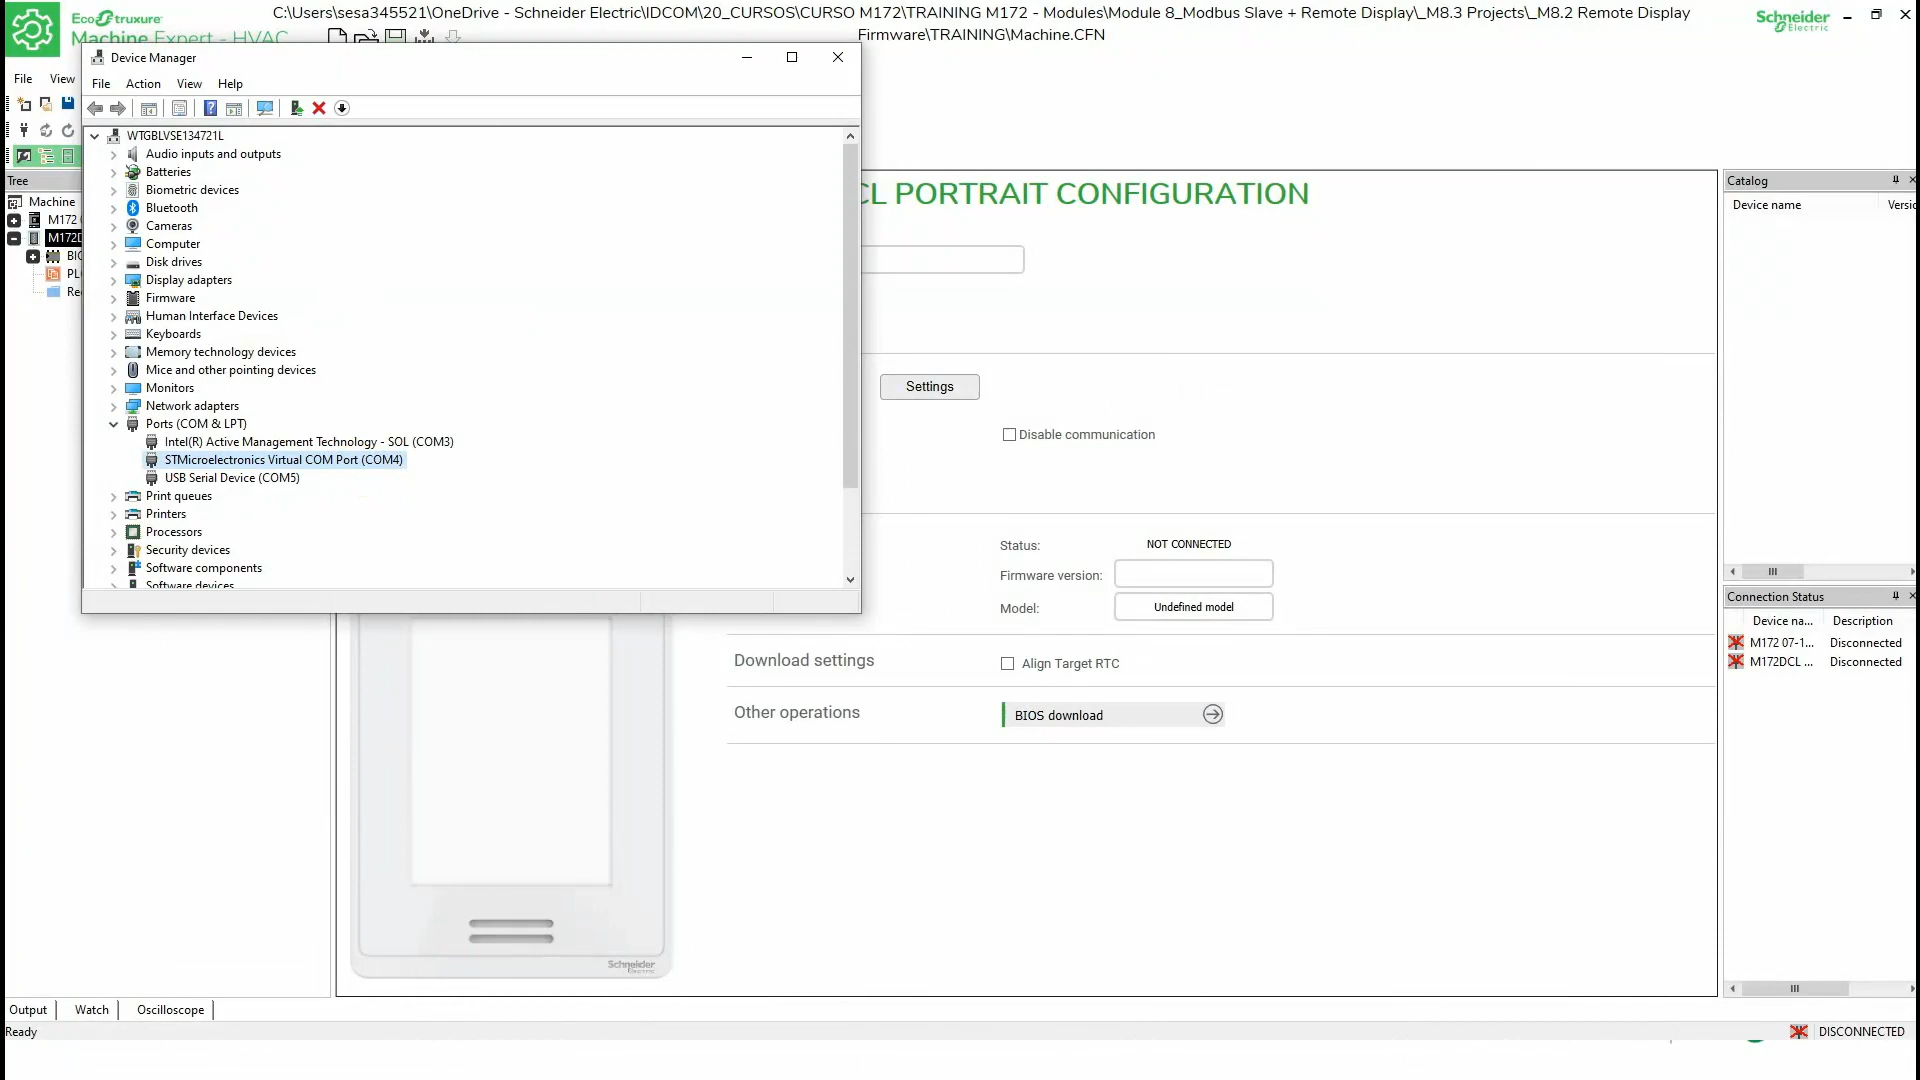 EcoStruxure
Machine Expert - HVAC
C:\Users\sesa345521\OneDrive - Schneider Electric\IDCOM\20_CURSOS\CURSO M172\TRAINING M172 - Modules\Module 8_Modbus Slave + Remote Display\_M8.3 Projects\_M8.2 Remote Display
Firmware\TRAINING\Machine.CFN
Schneider
Electric
File View
Device Manager
File Action View Help
WTGBLVSE134721L
Audio inputs and outputs
Batteries
Biometric devices
Bluetooth
Cameras
Computer
Disk drives
Display adapters
Firmware
Human Interface Devices
Keyboards
Memory technology devices
Mice and other pointing devices
Monitors
Network adapters
Ports (COM & LPT)
Intel(R) Active Management Technology - SOL (COM3)
STMicroelectronics Virtual COM Port (COM4)
USB Serial Device (COM5)
Print queues
Printers
Processors
Security devices
Software components
Software devices
Tree
Machine
M172
M172D
BIO
PL
Re
CL PORTRAIT CONFIGURATION
Settings
Disable communication
Status: NOT CONNECTED
Firmware version:
Model: Undefined model
Download settings Align Target RTC
Other operations BIOS download
Schneider
Electric
Catalog
Device name Versio
Connection Status
Device na... Description
M172 07-1... Disconnected
M172DCL ... Disconnected
Output Watch Oscilloscope
Ready
DISCONNECTED